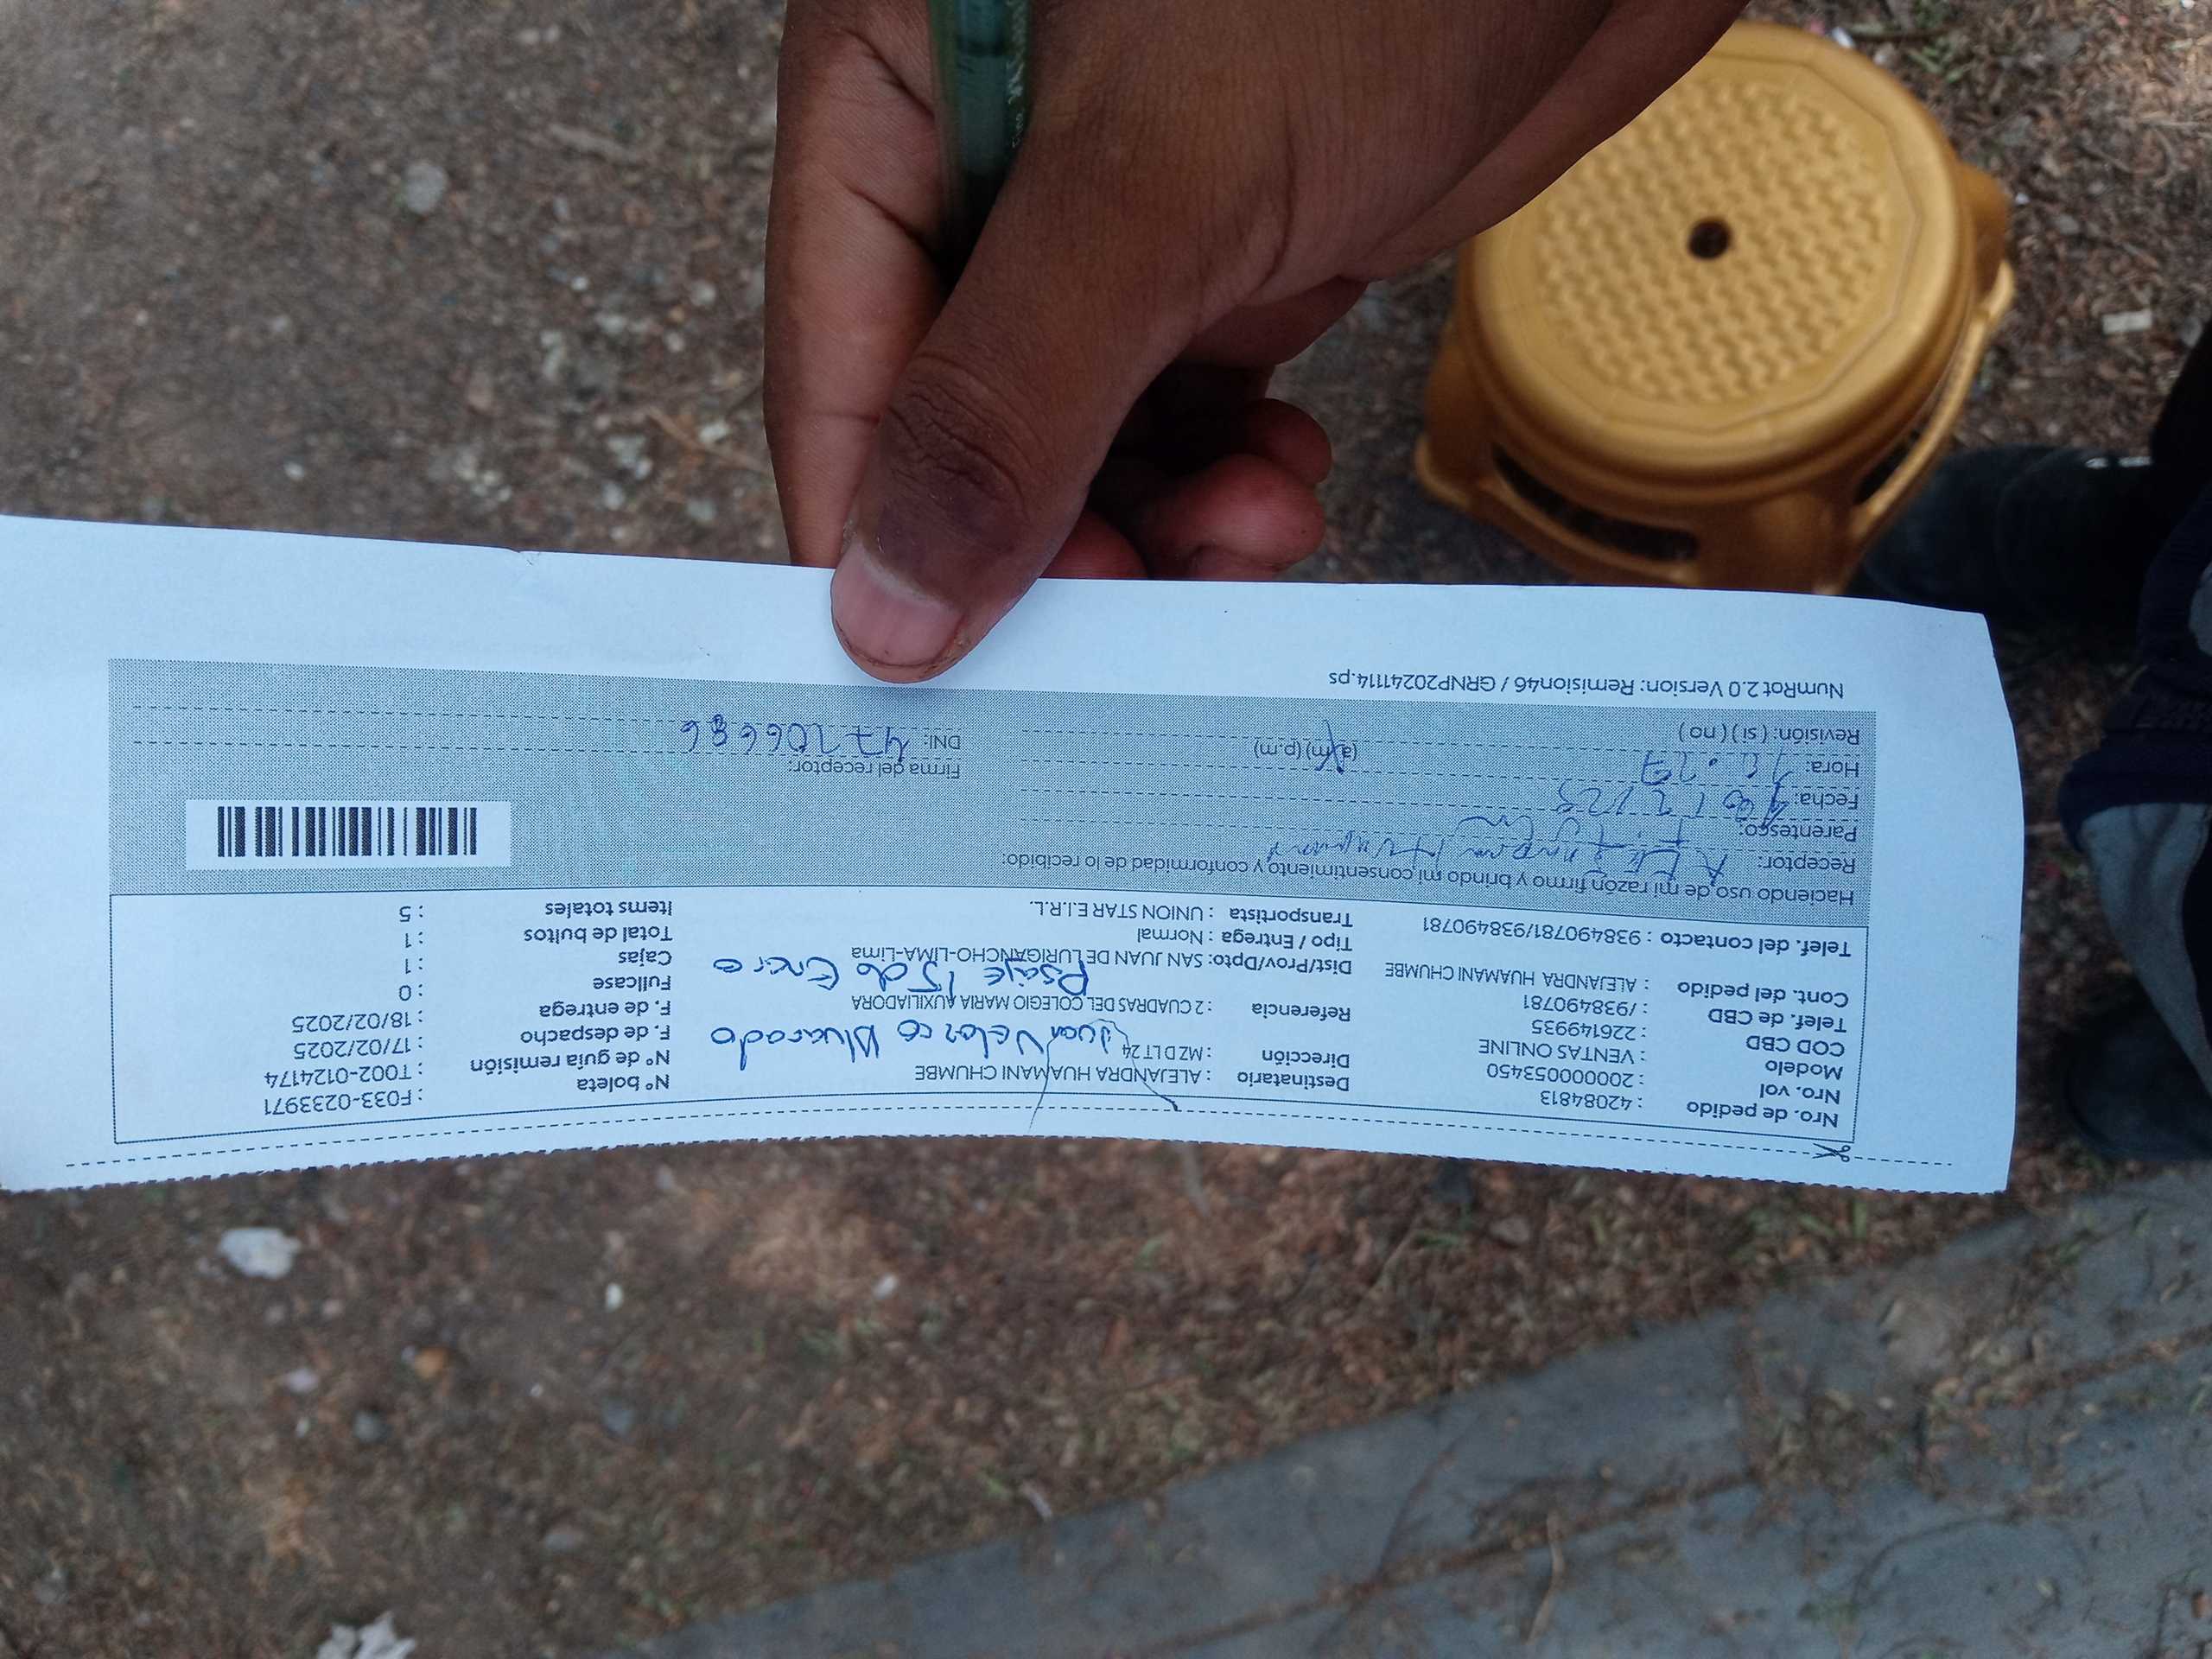 Nro. de pedido : 42084813
Nro. vol : 20000053450
Modelo : VENTAS ONLINE
COD CBD : 226149935
Telef. de CBD : /938490781
Cont. del pedido : ALEJANDRA HUAMANI CHUMBE
Telef. del contacto : 938490781/938490781
Destinatario : ALEJANDRA HUAMANI CHUMBE
Dirección : MZ D LT 24
Juan Velazco Alvarado
Referencia : 2 CUADRAS DEL COLEGIO MARIA AUXILIADORA
Psaje 15 de Enero
Dist/Prov/Dpto: SAN JUAN DE LURIGANCHO-LIMA-Lima
Tipo / Entrega : Normal
Transportista : UNION STAR E.I.R.L.
N° boleta : F033-0233971
N° de guia remisión : T002-0124174
F. de despacho : 17/02/2025
F. de entrega : 18/02/2025
Fullcase : 0
Cajas : 1
Total de bultos : 1
Items totales : 5
Haciendo uso de mi razón firmo y brindo mi consentimiento y conformidad de lo recibido:
Receptor:
Parentesco:
Fecha:
Hora: (a.m) (p.m)
Revisión: ( si ) ( no )
Firma del receptor:
DNI: 47206686
NumRot 2.0 Version: Remision46 / GRNP20241114.ps